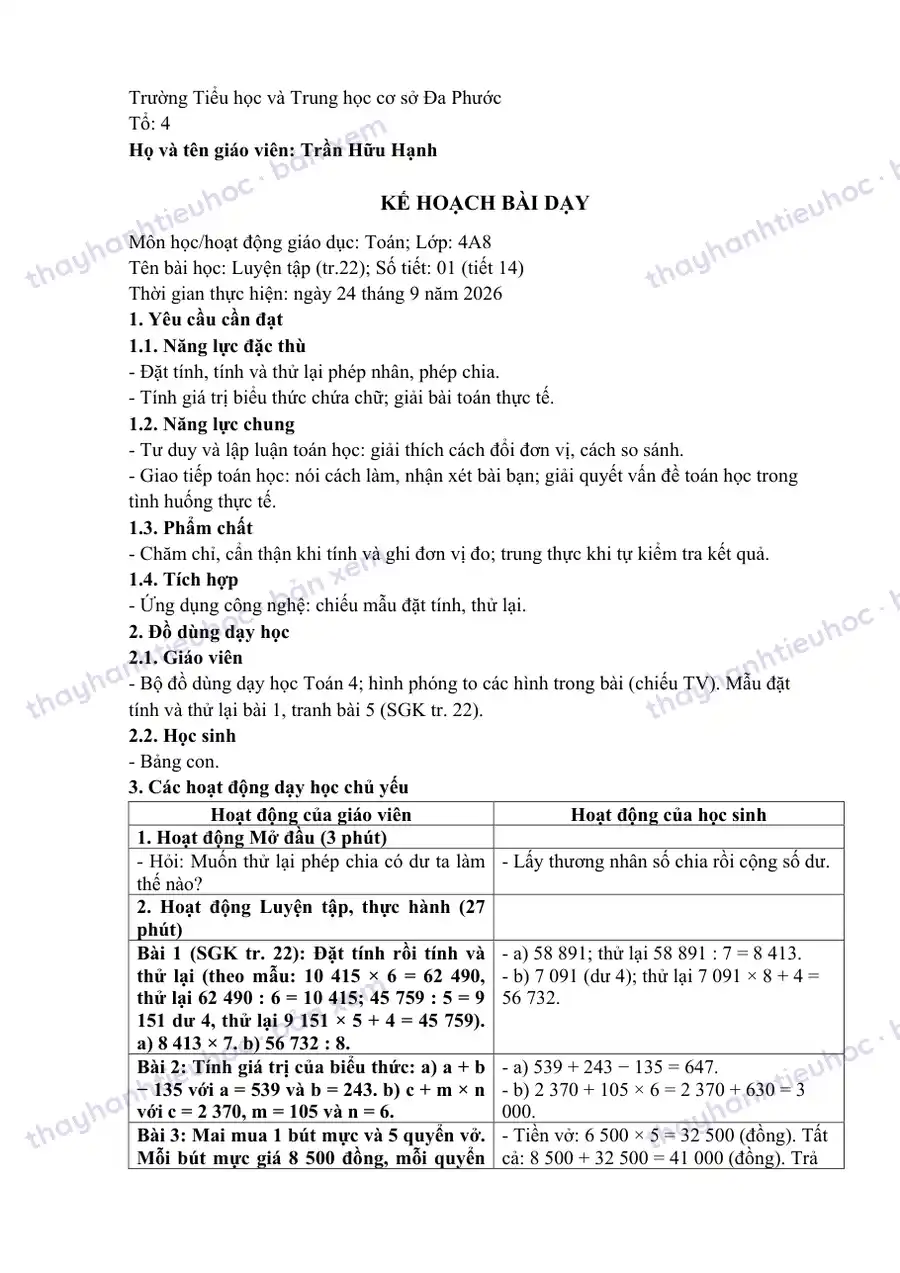 Trường Tiểu học và Trung học cơ sở Đa Phước
Tổ: 4
Họ và tên giáo viên: Trần Hữu Hạnh
KẾ HOẠCH BÀI DẠY
Môn học/hoạt động giáo dục: Toán; Lớp: 4A8
Tên bài học: Luyện tập (tr.22); Số tiết: 01 (tiết 14)
Thời gian thực hiện: ngày 24 tháng 9 năm 2026
1. Yêu cầu cần đạt
1.1. Năng lực đặc thù
- Đặt tính, tính và thử lại phép nhân, phép chia.
- Tính giá trị biểu thức chứa chữ; giải bài toán thực tế.
1.2. Năng lực chung
- Tư duy và lập luận toán học: giải thích cách đổi đơn vị, cách so sánh.
- Giao tiếp toán học: nói cách làm, nhận xét bài bạn; giải quyết vấn đề toán học trong
tình huống thực tế.
1.3. Phẩm chất
- Chăm chỉ, cẩn thận khi tính và ghi đơn vị đo; trung thực khi tự kiểm tra kết quả.
1.4. Tích hợp
- Ứng dụng công nghệ: chiếu mẫu đặt tính, thử lại.
2. Đồ dùng dạy học
2.1. Giáo viên
- Bộ đồ dùng dạy học Toán 4; hình phóng to các hình trong bài (chiếu TV). Mẫu đặt
tính và thử lại bài 1, tranh bài 5 (SGK tr. 22).
2.2. Học sinh
- Bảng con.
3. Các hoạt động dạy học chủ yếu
Hoạt động của giáo viên
Hoạt động của học sinh
1. Hoạt động Mở đầu (3 phút)
- Hỏi: Muốn thử lại phép chia có dư ta làm
thế nào?
- Lấy thương nhân số chia rồi cộng số dư.
2. Hoạt động Luyện tập, thực hành (27
phút)
Bài 1 (SGK tr. 22): Đặt tính rồi tính và
thử lại (theo mẫu: 10 415 × 6 = 62 490,
thử lại 62 490 : 6 = 10 415; 45 759 : 5 = 9
151 dư 4, thử lại 9 151 × 5 + 4 = 45 759).
a) 8 413 × 7. b) 56 732 : 8.
- a) 58 891; thử lại 58 891 : 7 = 8 413.
- b) 7 091 (dư 4); thử lại 7 091 × 8 + 4 =
56 732.
Bài 2: Tính giá trị của biểu thức: a) a + b
− 135 với a = 539 và b = 243. b) c + m × n
với c = 2 370, m = 105 và n = 6.
- a) 539 + 243 − 135 = 647.
- b) 2 370 + 105 × 6 = 2 370 + 630 = 3
000.
Bài 3: Mai mua 1 bút mực và 5 quyển vở.
Mỗi bút mực giá 8 500 đồng, mỗi quyển
- Tiền vở: 6 500 × 5 = 32 500 (đồng). Tất
cả: 8 500 + 32 500 = 41 000 (đồng). Trả
thayhanhtieuhoc · bản xem
thayhanhtieuhoc · b
thayhanhtieuhoc · bản xem
thayhanhtieuhoc · b
thayhanhtieuhoc · bản xem
thayhanhtieuhoc · b